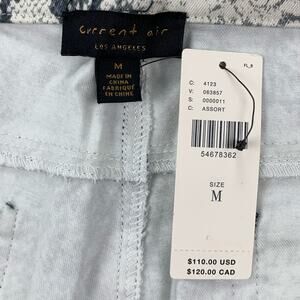 current air
LOS ANGELES
M
MADE IN
CHINA
FABRIQUÉ
EN CHINE
FL_9
C: 4123
V: 063857
S: 0000011
C: ASSORT
54678362
SIZE
M
$110.00 USD
$120.00 CAD